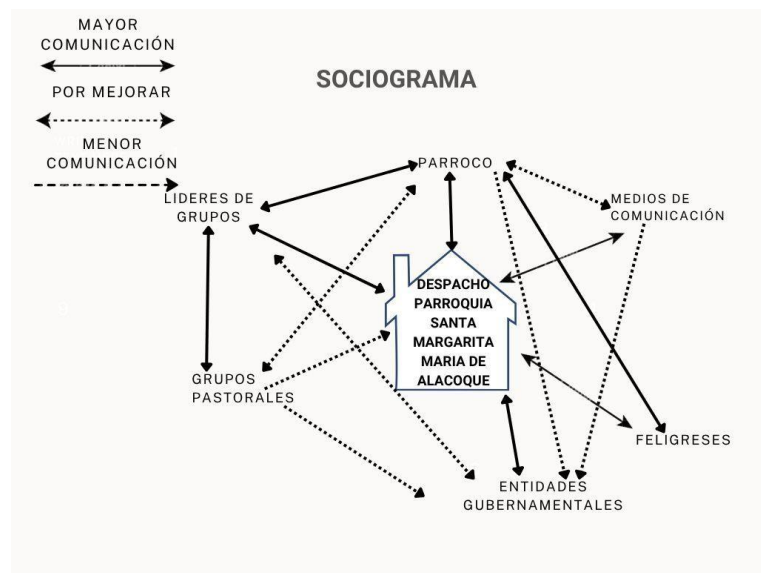 MAYOR
COMUNICACIÓN
POR MEJORAR
MENOR
COMUNICACIÓN
SOCIOGRAMA
PARROCO
LIDERES DE
GRUPOS
MEDIOS DE
COMUNICACIÓN
DESPACHO
PARROQUIA
SANTA
MARGARITA
MARIA DE
ALACOQUE
GRUPOS
PASTORALES
FELIGRESES
ENTIDADES
GUBERNAMENTALES